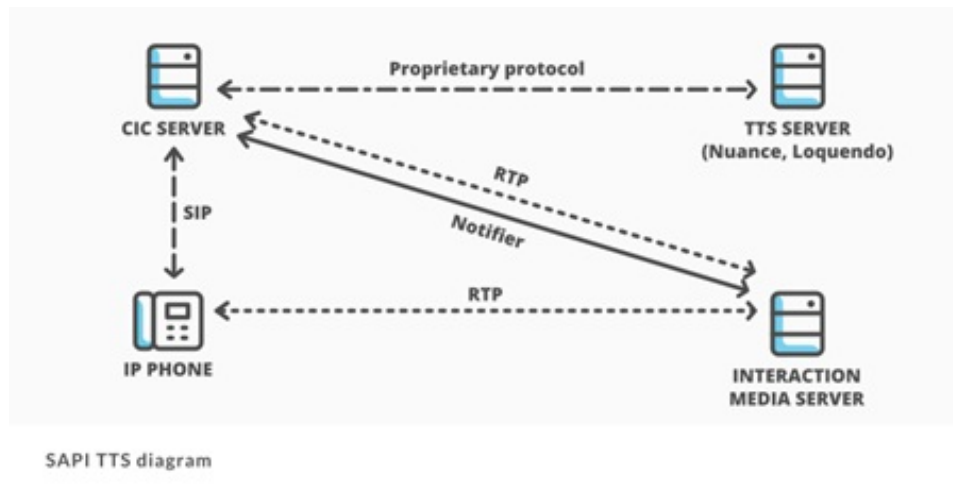 Proprietary protocol
CIC SERVER
TTS SERVER
(Nuance, Loquendo)
RTP
SIP
Notifier
RTP
IP PHONE
INTERACTION
MEDIA SERVER
SAPI TTS diagram